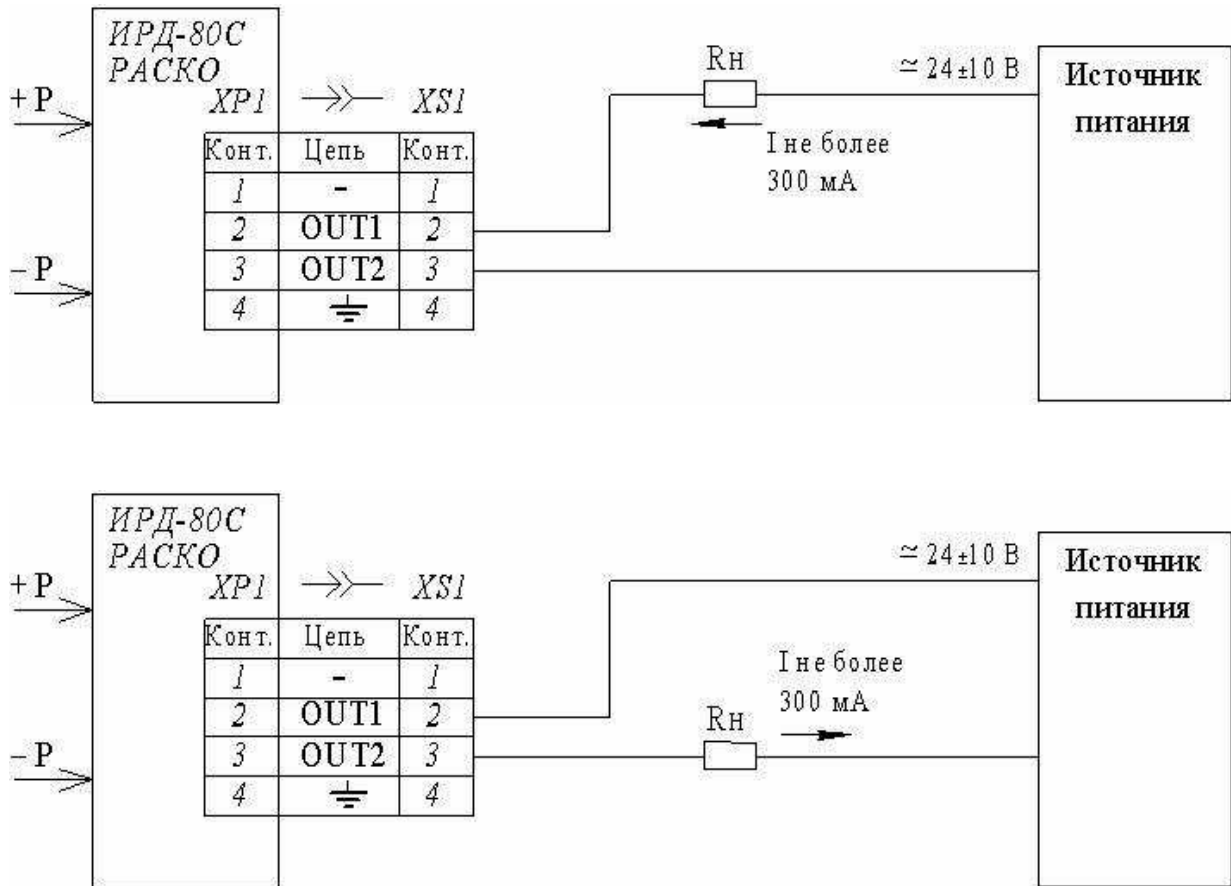 ИРД-80С
РАСКО
+P
XP1 XS1
Rн
≃ 24±10 В
Источник
питания
I не более
300 мА
Конт. Цепь Конт.
1 - 1
2 OUT1 2
3 OUT2 3
4 4
– P
ИРД-80С
РАСКО
+P
XP1 XS1
≃ 24±10 В
Источник
питания
Конт. Цепь Конт.
1 - 1
2 OUT1 2
3 OUT2 3
4 4
I не более
300 мА
Rн
– P